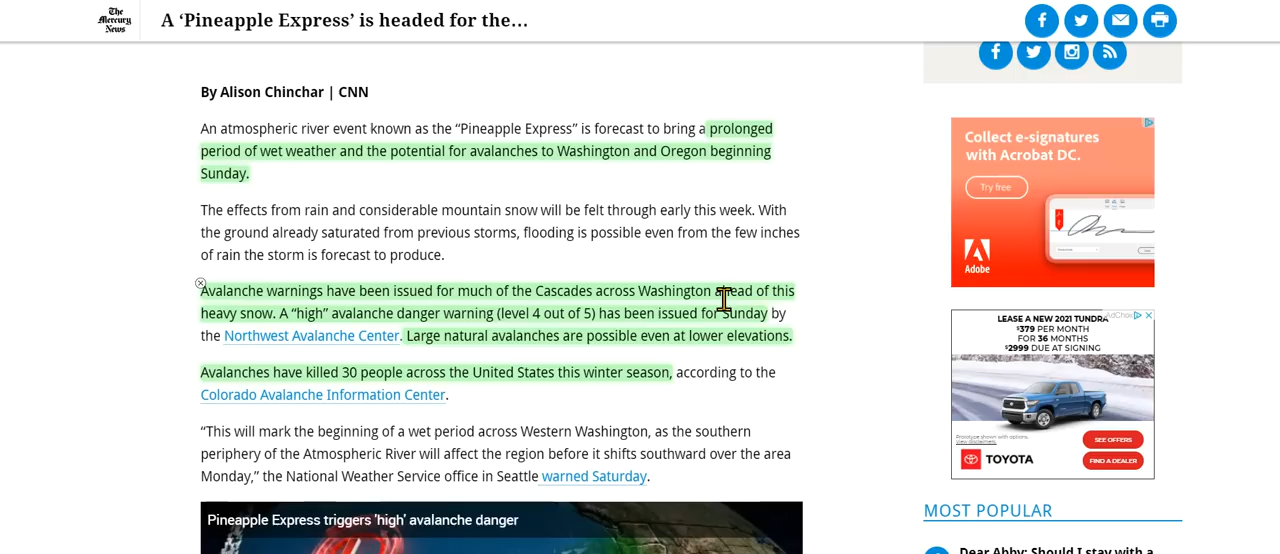 The
Mercury
News
A ‘Pineapple Express’ is headed for the...
By Alison Chinchar | CNN
An atmospheric river event known as the “Pineapple Express” is forecast to bring a prolonged
period of wet weather and the potential for avalanches to Washington and Oregon beginning
Sunday.
The effects from rain and considerable mountain snow will be felt through early this week. With
the ground already saturated from previous storms, flooding is possible even from the few inches
of rain the storm is forecast to produce.
Avalanche warnings have been issued for much of the Cascades across Washington ahead of this
heavy snow. A “high” avalanche danger warning (level 4 out of 5) has been issued for Sunday by
the Northwest Avalanche Center. Large natural avalanches are possible even at lower elevations.
Avalanches have killed 30 people across the United States this winter season, according to the
Colorado Avalanche Information Center.
“This will mark the beginning of a wet period across Western Washington, as the southern
periphery of the Atmospheric River will affect the region before it shifts southward over the area
Monday,” the National Weather Service office in Seattle warned Saturday.
Pineapple Express triggers 'high' avalanche danger
Collect e-signatures
with Acrobat DC.
Try free
Adobe
AdChoi
LEASE A NEW 2021 TUNDRA
$379 PER MONTH
FOR 36 MONTHS
$2999 DUE AT SIGNING
Prototype shown with options.
View disclaimers.
SEE OFFERS
FIND A DEALER
TOYOTA
MOST POPULAR
Dear Abby: Should I stay with a